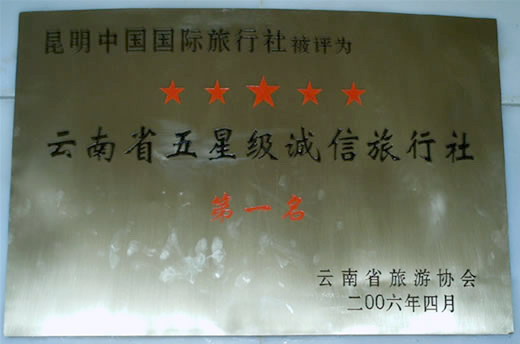 昆明中国国际旅行社被评为
★★★★★
云南省五星级诚信旅行社
第一名
云南省旅游协会
二00六年四月